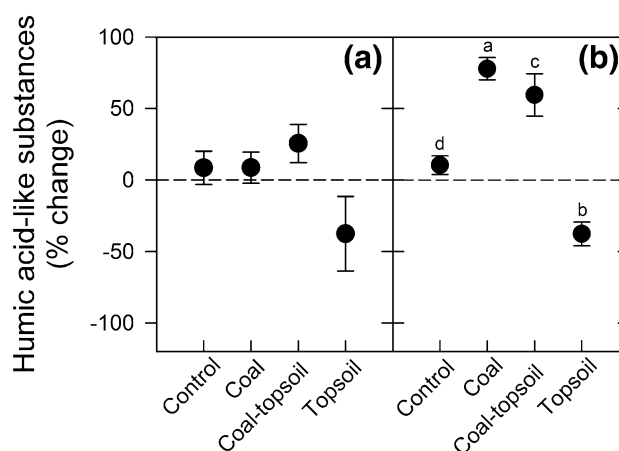 Humic acid-like substances
(% change)
100
50
0
-50
-100
(a)
(b)
d
a
c
b
Control
Coal
Coal-topsoil
Topsoil
Control
Coal
Coal-topsoil
Topsoil